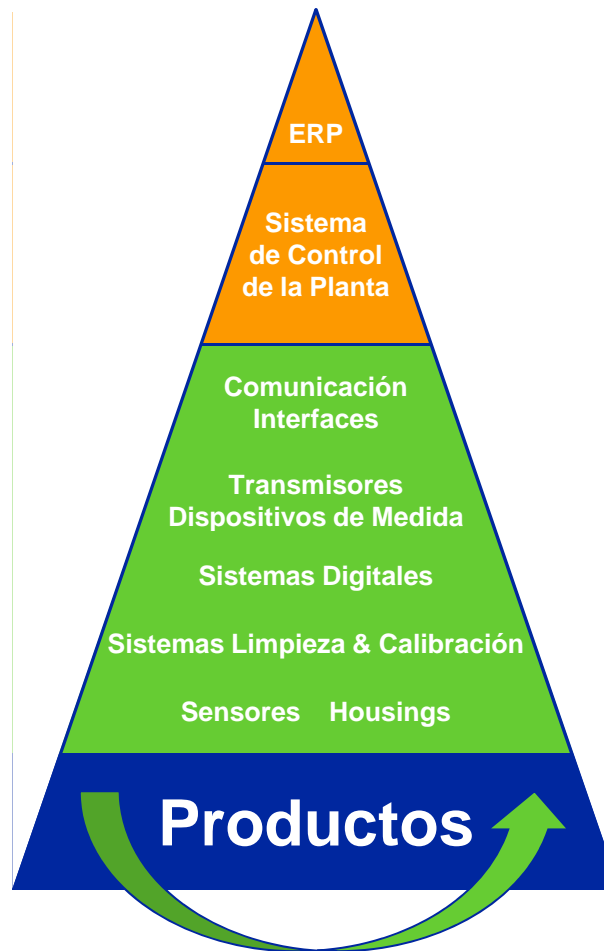 ERP
Sistema
de Control
de la Planta
Comunicación
Interfaces
Transmisores
Dispositivos de Medida
Sistemas Digitales
Sistemas Limpieza & Calibración
Sensores Housings
Productos